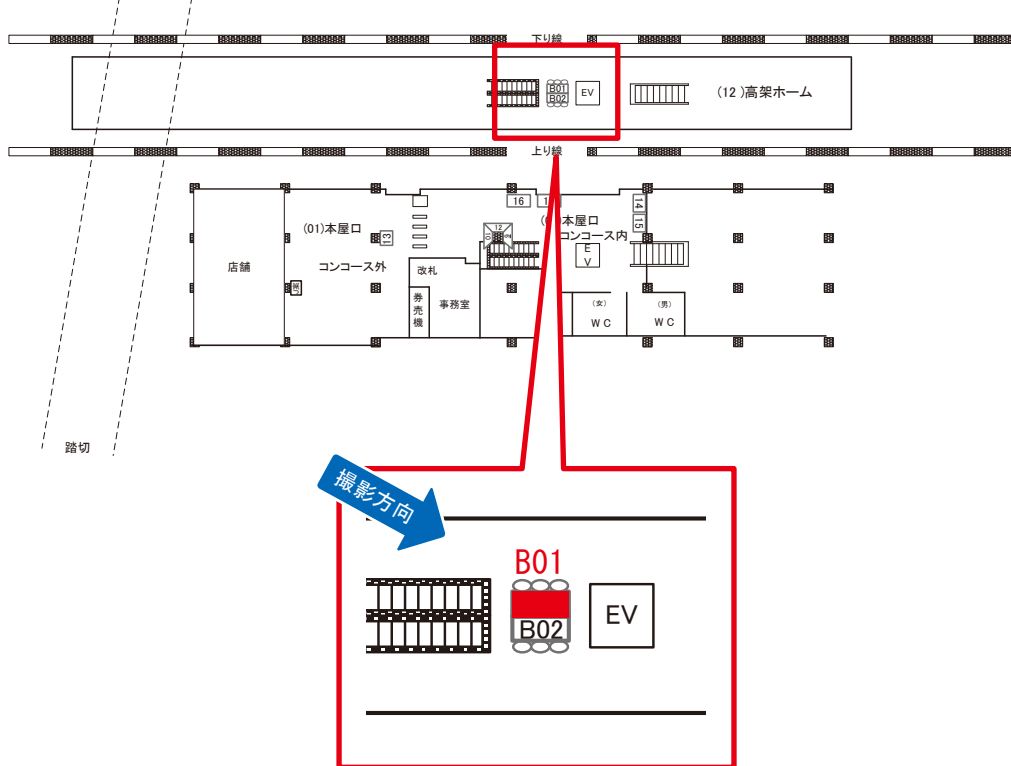 下り線
B01
B02
EV
(12)高架ホーム
上り線
16
14
15
(01)本屋口
13
12
01
本屋口
コンコース内
EV
コンコース外
店舗
改札
券売機
事務室
(女)
WC
(男)
WC
踏切
撮影方向
B01
B02
EV